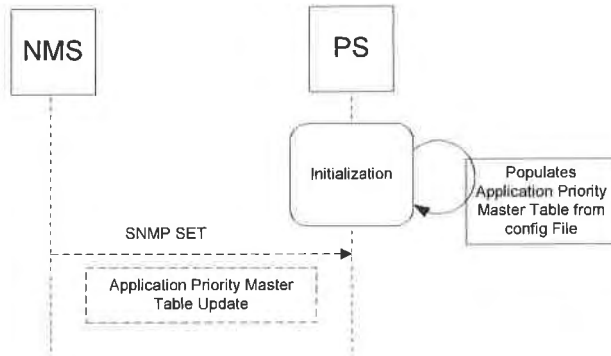 NMS
PS
Initialization
Populates
Application Priority
Master Table from
config File
SNMP SET
Application Priority Master
Table Update